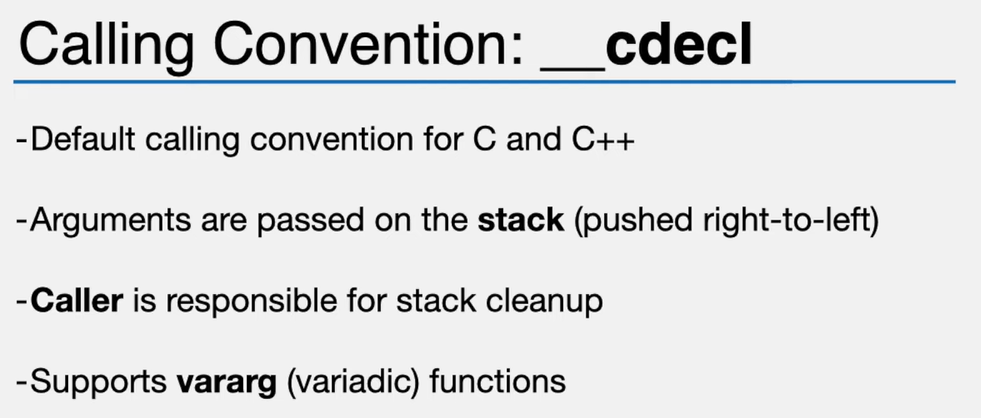 Calling Convention: __cdecl
-Default calling convention for C and C++
-Arguments are passed on the stack (pushed right-to-left)
-Caller is responsible for stack cleanup
-Supports vararg (variadic) functions